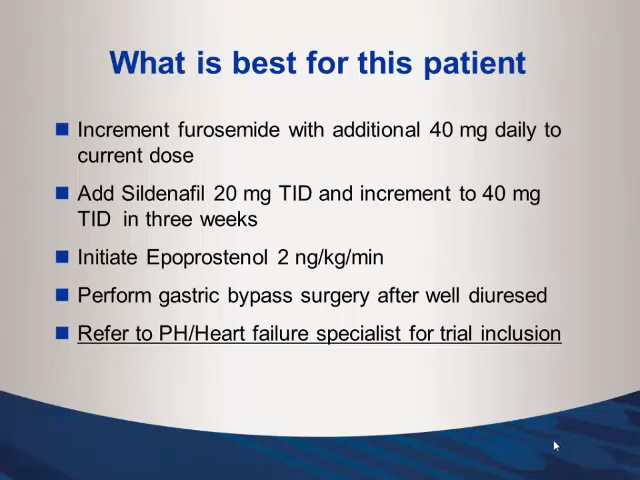 What is best for this patient
Increment furosemide with additional 40 mg daily to
current dose
Add Sildenafil 20 mg TID and increment to 40 mg
TID in three weeks
Initiate Epoprostenol 2 ng/kg/min
Perform gastric bypass surgery after well diuresed
Refer to PH/Heart failure specialist for trial inclusion